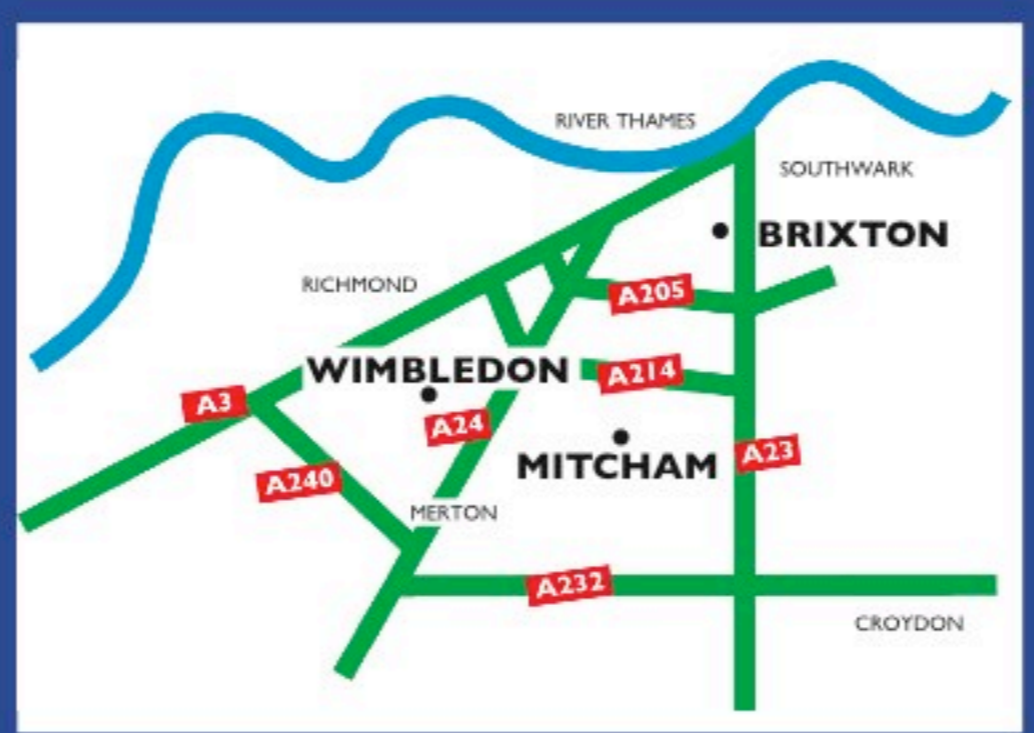 RIVER THAMES
SOUTHWARK
BRIXTON
RICHMOND
A205
WIMBLEDON
A214
A3
A24
A23
MITCHAM
A240
MERTON
A232
CROYDON